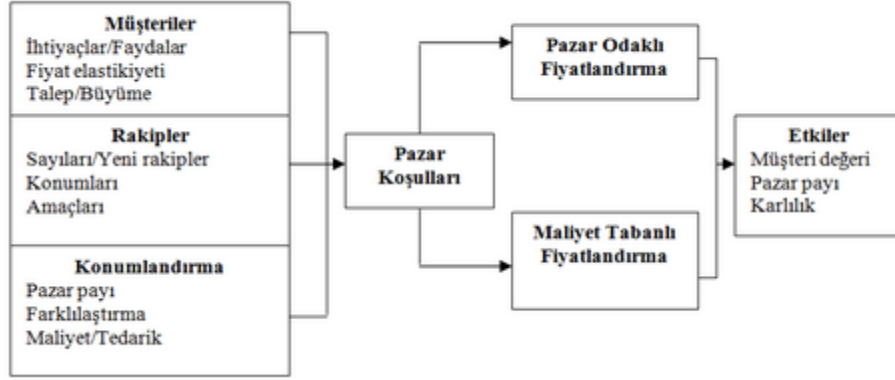 Müşteriler
İhtiyaçlar/Faydalar
Fiyat elastikiyeti
Talep/Büyüme
Rakipler
Sayıları/Yeni rakipler
Konumları
Amaçları
Konumlandırma
Pazar payı
Farklılaştırma
Maliyet/Tedarik
Pazar
Koşulları
Pazar Odaklı
Fiyatlandırma
Maliyet Tabanlı
Fiyatlandırma
Etkiler
Müşteri değeri
Pazar payı
Karlılık